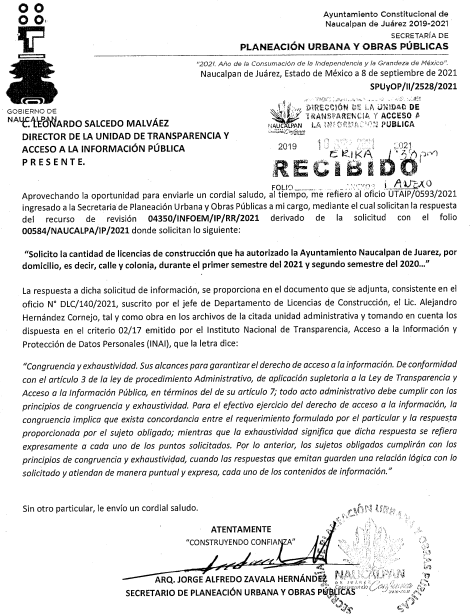 Ayuntamiento Constitucional de
Naucalpan de Juárez 2019-2021
SECRETARÍA DE
PLANEACIÓN URBANA Y OBRAS PÚBLICAS
"2021. Año de la Consumación de la Independencia y la Grandeza de México".
Naucalpan de Juárez, Estado de México a 8 de septiembre de 2021
SPUyOP/II/2528/2021
GOBIERNO DE
NAUCALPAN
C. LEONARDO SALCEDO MALVÁEZ
DIRECTOR DE LA UNIDAD DE TRANSPARENCIA Y
ACCESO A LA INFORMACIÓN PÚBLICA
P R E S E N T E.
DIRECCIÓN DE LA UNIDAD DE
TRANSPARENCIA Y ACCESO A
LA INFORMACIÓN PÚBLICA
NAUCALPAN
2019 2021
ERIKA 1:30pm
RECIBIDO
FOLIO 1 ANEXO
Aprovechando la oportunidad para enviarle un cordial saludo, al tiempo, me refiero al oficio UTAIP/0593/2021
ingresado a la Secretaria de Planeación Urbana y Obras Públicas a mi cargo, mediante el cual solicitan la respuesta
del recurso de revisión 04350/INFOEM/IP/RR/2021 derivado de la solicitud con el folio
00584/NAUCALPA/IP/2021 donde solicitan lo siguiente:
"Solicito la cantidad de licencias de construcción que ha autorizado la Ayuntamiento Naucalpan de Juarez, por
domicilio, es decir, calle y colonia, durante el primer semestre del 2021 y segundo semestre del 2020…"
La respuesta a dicha solicitud de información, se proporciona en el documento que se adjunta, consistente en
el oficio N° DLC/140/2021, suscrito por el jefe de Departamento de Licencias de Construcción, el Lic. Alejandro
Hernández Cornejo, tal y como obra en los archivos de la citada unidad administrativa y tomando en cuenta los
dispuesta en el criterio 02/17 emitido por el Instituto Nacional de Transparencia, Acceso a la Información y
Protección de Datos Personales (INAI), que la letra dice:
"Congruencia y exhaustividad. Sus alcances para garantizar el derecho de acceso a la información. De conformidad
con el artículo 3 de la ley de procedimiento Administrativo, de aplicación supletoria a la Ley de Transparencia y
Acceso a la Información Pública, en términos del de su artículo 7; todo acto administrativo debe cumplir con los
principios de congruencia y exhaustividad. Para el efectivo ejercicio del derecho de acceso a la información, la
congruencia implica que exista concordancia entre el requerimiento formulado por el particular y la respuesta
proporcionada por el sujeto obligado; mientras que la exhaustividad significa que dicha respuesta se refiera
expresamente a cada uno de los puntos solicitados. Por lo anterior, los sujetos obligados cumplirán con los
principios de congruencia y exhaustividad, cuando las respuestas que emitan guarden una relación lógica con lo
solicitado y atiendan de manera puntual y expresa, cada uno de los contenidos de información."
Sin otro particular, le envío un cordial saludo.
ATENTAMENTE
"CONSTRUYENDO CONFIANZA"
ARQ. JORGE ALFREDO ZAVALA HERNÁNDEZ
SECRETARIO DE PLANEACIÓN URBANA Y OBRAS PÚBLICAS
SECRETARÍA DE PLANEACIÓN URBANA Y OBRAS PÚBLICAS
NAUCALPAN
DE JUÁREZ